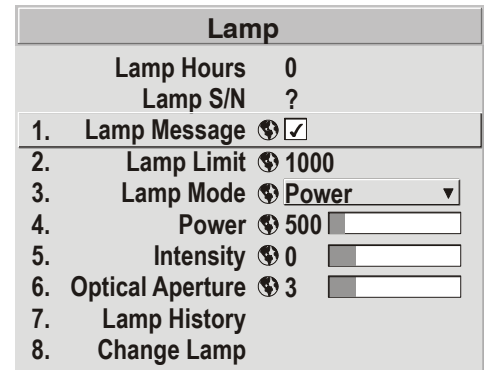 Lamp
Lamp Hours 0
Lamp S/N ?
1. Lamp Message
2. Lamp Limit 1000
3. Lamp Mode Power
4. Power 500
5. Intensity 0
6. Optical Aperture 3
7. Lamp History
8. Change Lamp